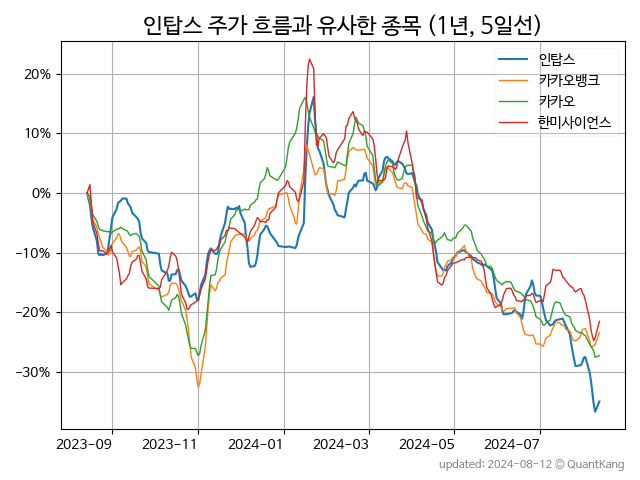 인탑스 주가 흐름과 유사한 종목 (1년, 5일선)
인탑스
카카오뱅크
카카오
한미사이언스
20%
10%
0%
−10%
−20%
−30%
2023-09 2023-11 2024-01 2024-03 2024-05 2024-07
updated: 2024-08-12 © QuantKang